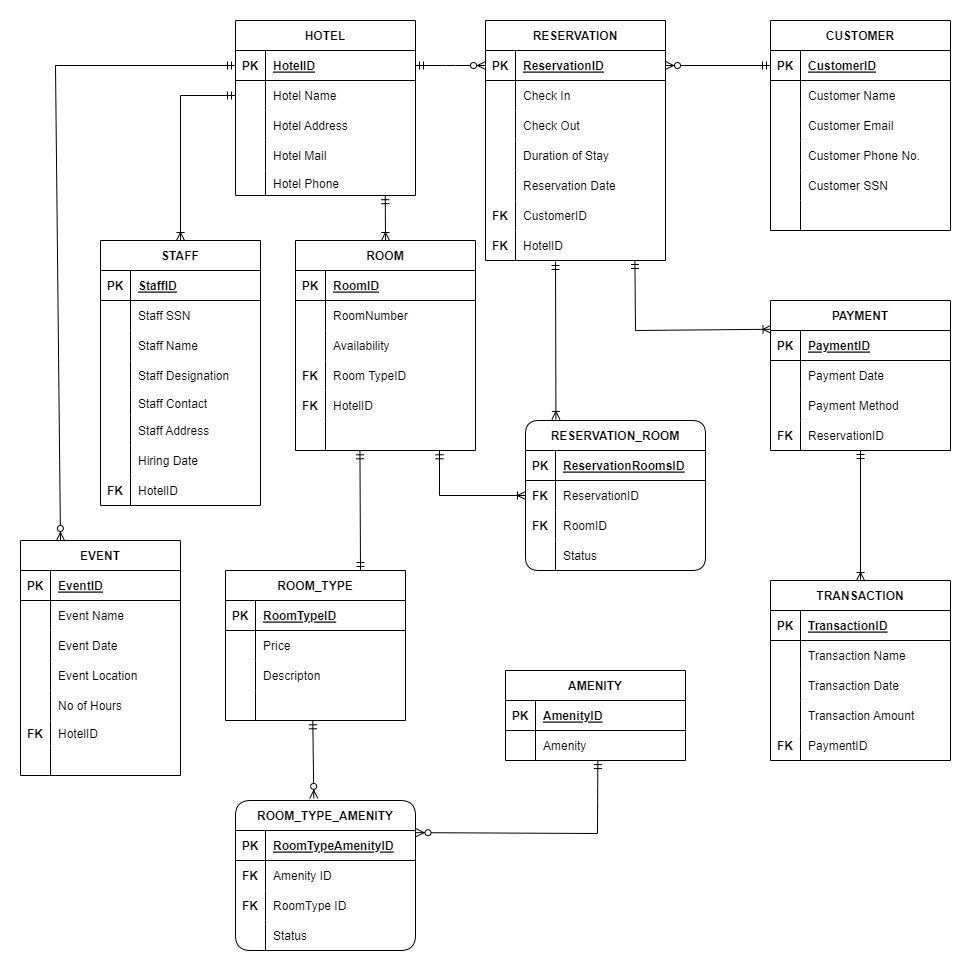 HOTEL
PK HotelID
Hotel Name
Hotel Address
Hotel Mail
Hotel Phone
RESERVATION
PK ReservationID
Check In
Check Out
Duration of Stay
Reservation Date
FK CustomerID
FK HotelID
CUSTOMER
PK CustomerID
Customer Name
Customer Email
Customer Phone No.
Customer SSN
STAFF
PK StaffID
Staff SSN
Staff Name
Staff Designation
Staff Contact
Staff Address
Hiring Date
FK HotelID
ROOM
PK RoomID
RoomNumber
Availability
FK Room TypeID
FK HotelID
PAYMENT
PK PaymentID
Payment Date
Payment Method
FK ReservationID
RESERVATION_ROOM
PK ReservationRoomsID
FK ReservationID
FK RoomID
Status
EVENT
PK EventID
Event Name
Event Date
Event Location
No of Hours
FK HotelID
ROOM_TYPE
PK RoomTypeID
Price
Descripton
TRANSACTION
PK TransactionID
Transaction Name
Transaction Date
Transaction Amount
FK PaymentID
AMENITY
PK AmenityID
Amenity
ROOM_TYPE_AMENITY
PK RoomTypeAmenityID
FK Amenity ID
FK RoomType ID
Status